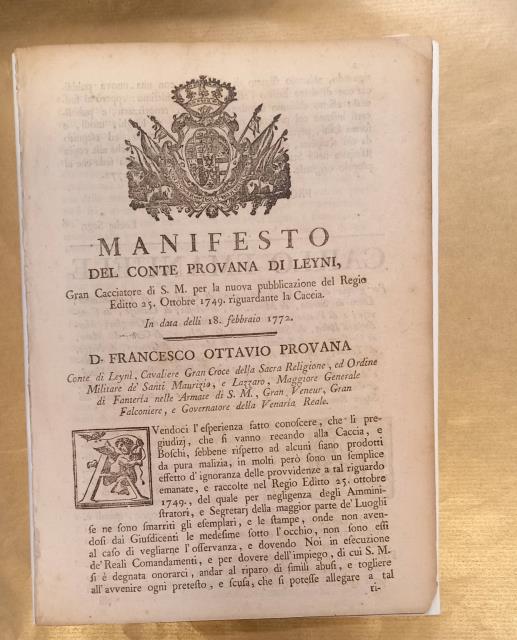 MANIFESTO
DEL CONTE PROVANA DI LEYNI,
Gran Cacciatore di S. M. per la nuova pubblicazione del Regio
Editto 25. Ottobre 1749. riguardante la Caccia.
In data delli 18. febbraio 1772.
D. FRANCESCO OTTAVIO PROVANA
Conte di Leynì, Cavaliere Gran Croce della Sacra Religione, ed Ordine
Militare de' Santi Maurizio, e Lazzaro, Maggiore Generale
di Fanteria nelle Armate di S. M., Gran Veneur, Gran
Falconiere, e Governatore della Venaria Reale.
AVendoci l'esperienza fatto conoscere, che li pre-
giudizj, che si vanno recando alla Caccia, e
Boschi, sebbene rispetto ad alcuni siano prodotti
da pura malizia, in molti però sono un semplice
effetto d'ignoranza delle provvidenze a tal riguardo
emanate, e raccolte nel Regio Editto 25. ottobre
1749., del quale per negligenza degli Ammini-
stratori, e Segretarj della maggior parte de' Luoghi
se ne sono smarriti gli esemplari, e le stampe, onde non aven-
dosi dai Giusdicenti le medesime sotto l'occhio, non sono essi
al caso di vegliarne l'osservanza, e dovendo Noi in esecuzione
de' Reali Comandamenti, e per dovere dell'impiego, di cui S. M.
si è degnata onorarci, andar al riparo di simili abusi, e togliere
all'avvenire ogni pretesto, e scusa, che si potesse allegare a tal
ri-